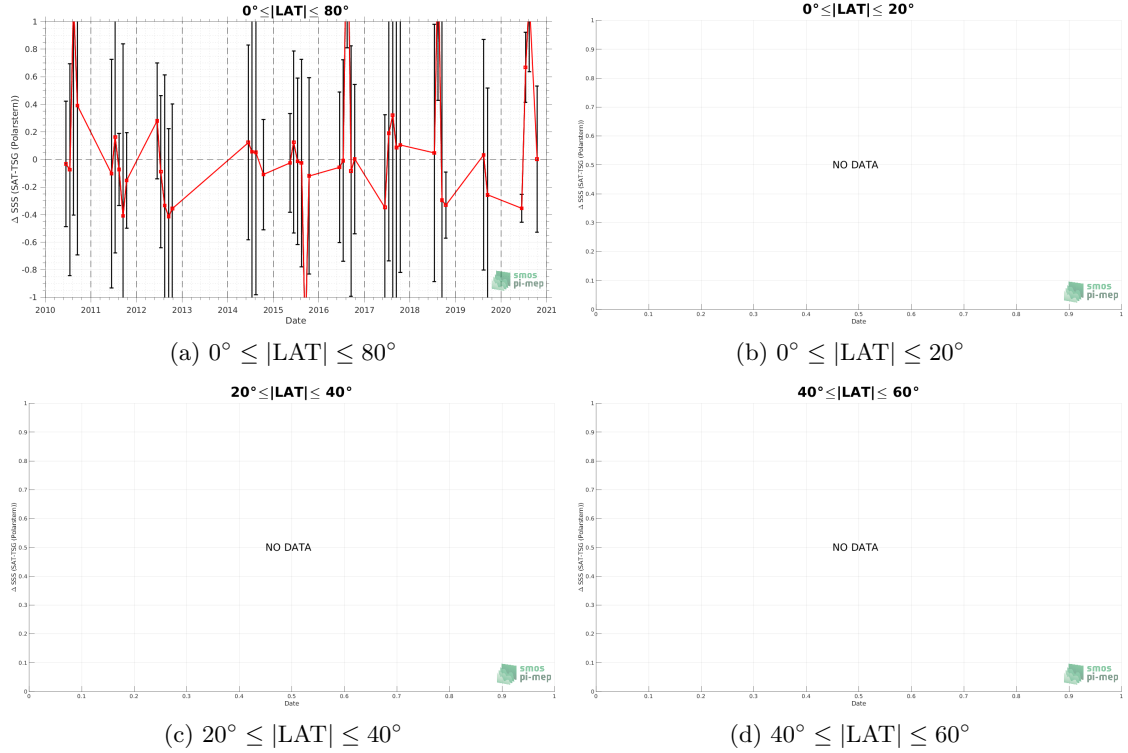 0°≤|LAT|≤ 80°
Δ SSS (SAT-TSG (Polarstern))
1
0.8
0.6
0.4
0.2
0
-0.2
-0.4
-0.6
-0.8
-1
2010 2011 2012 2013 2014 2015 2016 2017 2018 2019 2020 2021
Date
smos
pi-mep
(a) 0° ≤ |LAT| ≤ 80°
0°≤|LAT|≤ 20°
Δ SSS (SAT-TSG (Polarstern))
1
0.9
0.8
0.7
0.6
0.5
0.4
0.3
0.2
0.1
0
NO DATA
0 0.1 0.2 0.3 0.4 0.5 0.6 0.7 0.8 0.9 1
Date
smos
pi-mep
(b) 0° ≤ |LAT| ≤ 20°
20°≤|LAT|≤ 40°
Δ SSS (SAT-TSG (Polarstern))
1
0.9
0.8
0.7
0.6
0.5
0.4
0.3
0.2
0.1
0
NO DATA
0 0.1 0.2 0.3 0.4 0.5 0.6 0.7 0.8 0.9 1
Date
smos
pi-mep
(c) 20° ≤ |LAT| ≤ 40°
40°≤|LAT|≤ 60°
Δ SSS (SAT-TSG (Polarstern))
1
0.9
0.8
0.7
0.6
0.5
0.4
0.3
0.2
0.1
0
NO DATA
0 0.1 0.2 0.3 0.4 0.5 0.6 0.7 0.8 0.9 1
Date
smos
pi-mep
(d) 40° ≤ |LAT| ≤ 60°